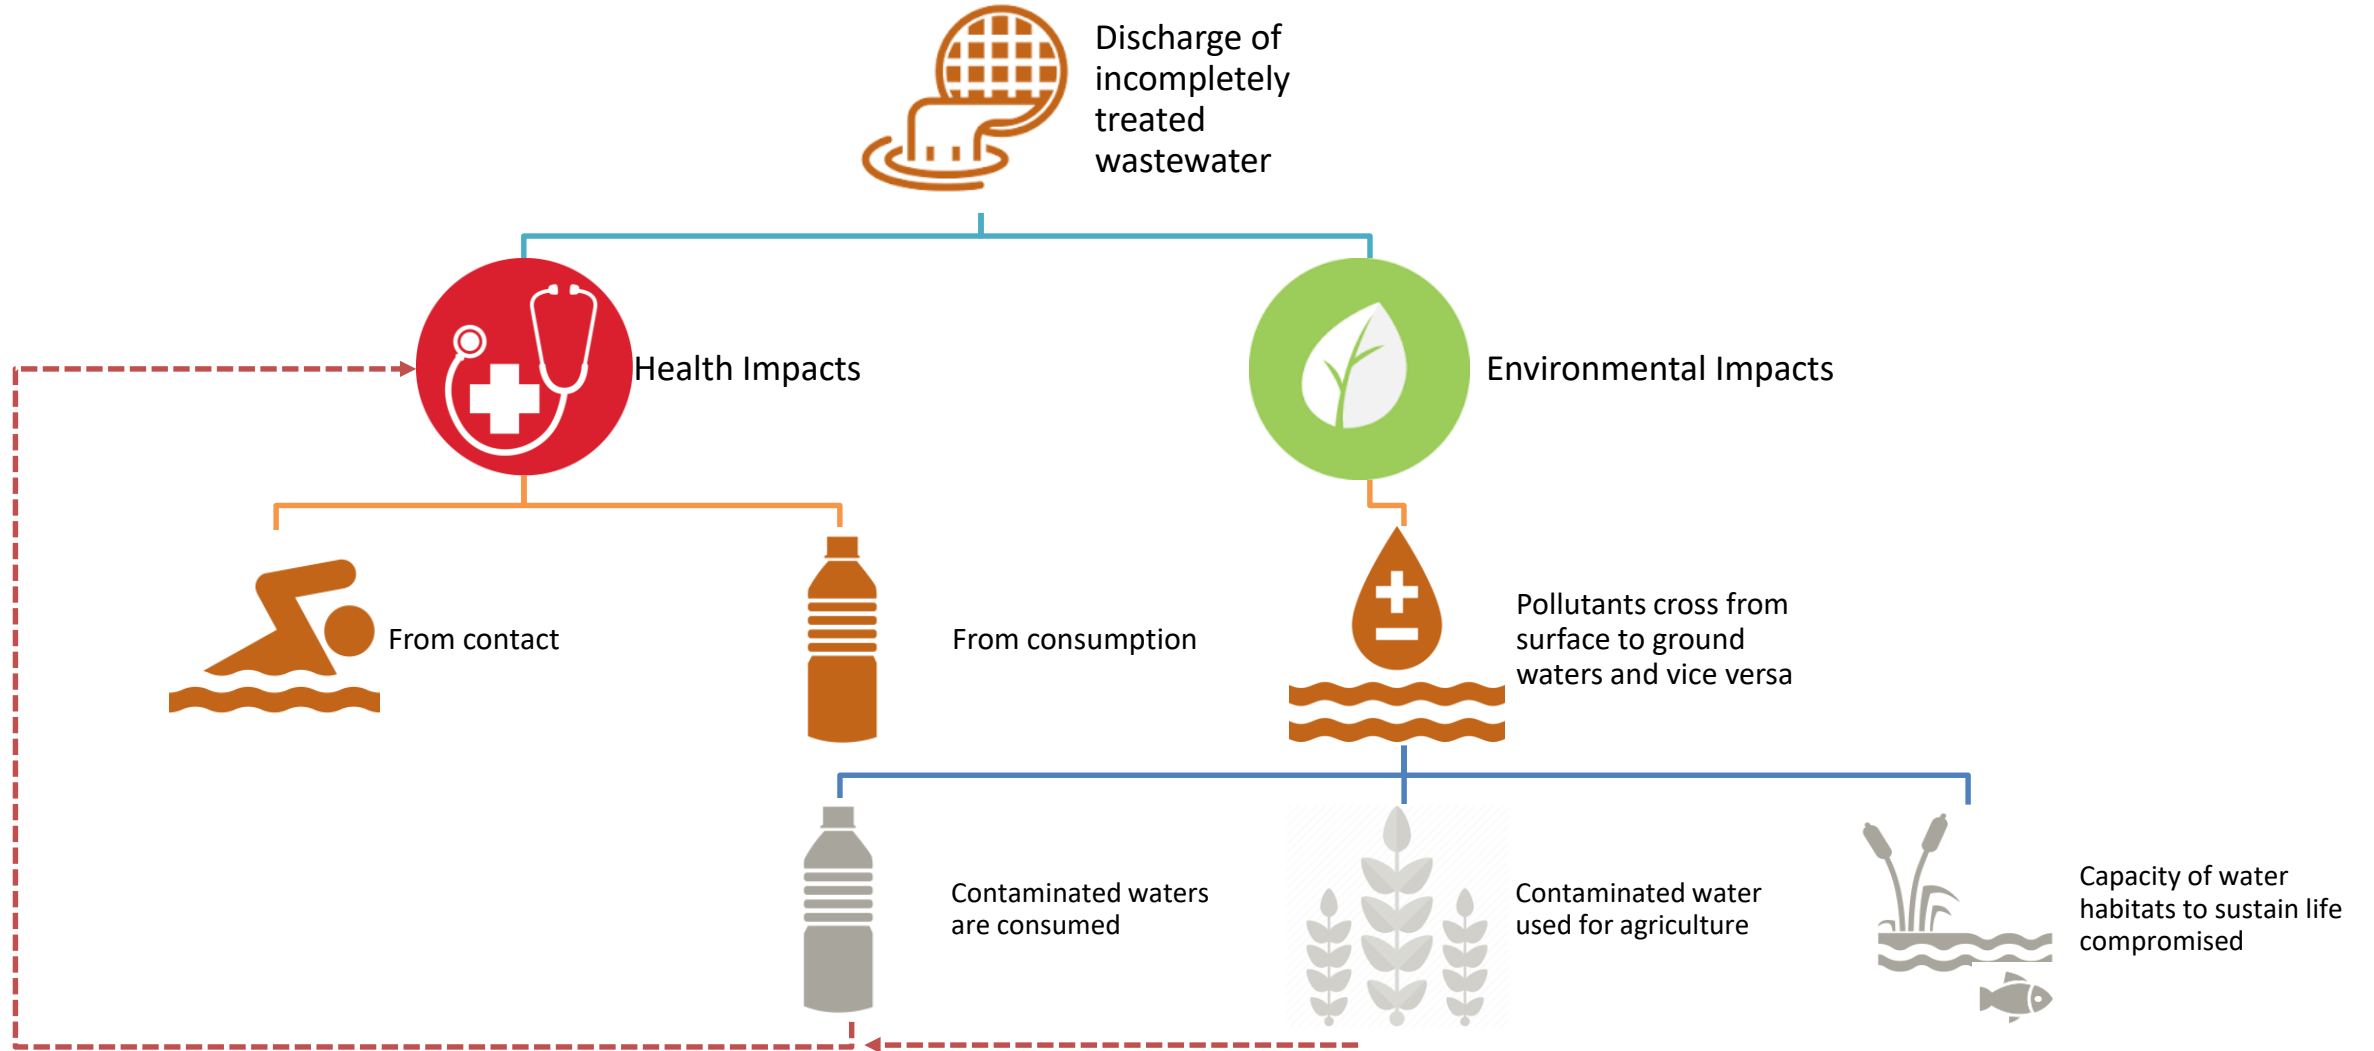 Discharge of
incompletely
treated
wastewater
Health Impacts
Environmental Impacts
From contact
From consumption
Pollutants cross from
surface to ground
waters and vice versa
Contaminated waters
are consumed
Contaminated water
used for agriculture
Capacity of water
habitats to sustain life
compromised